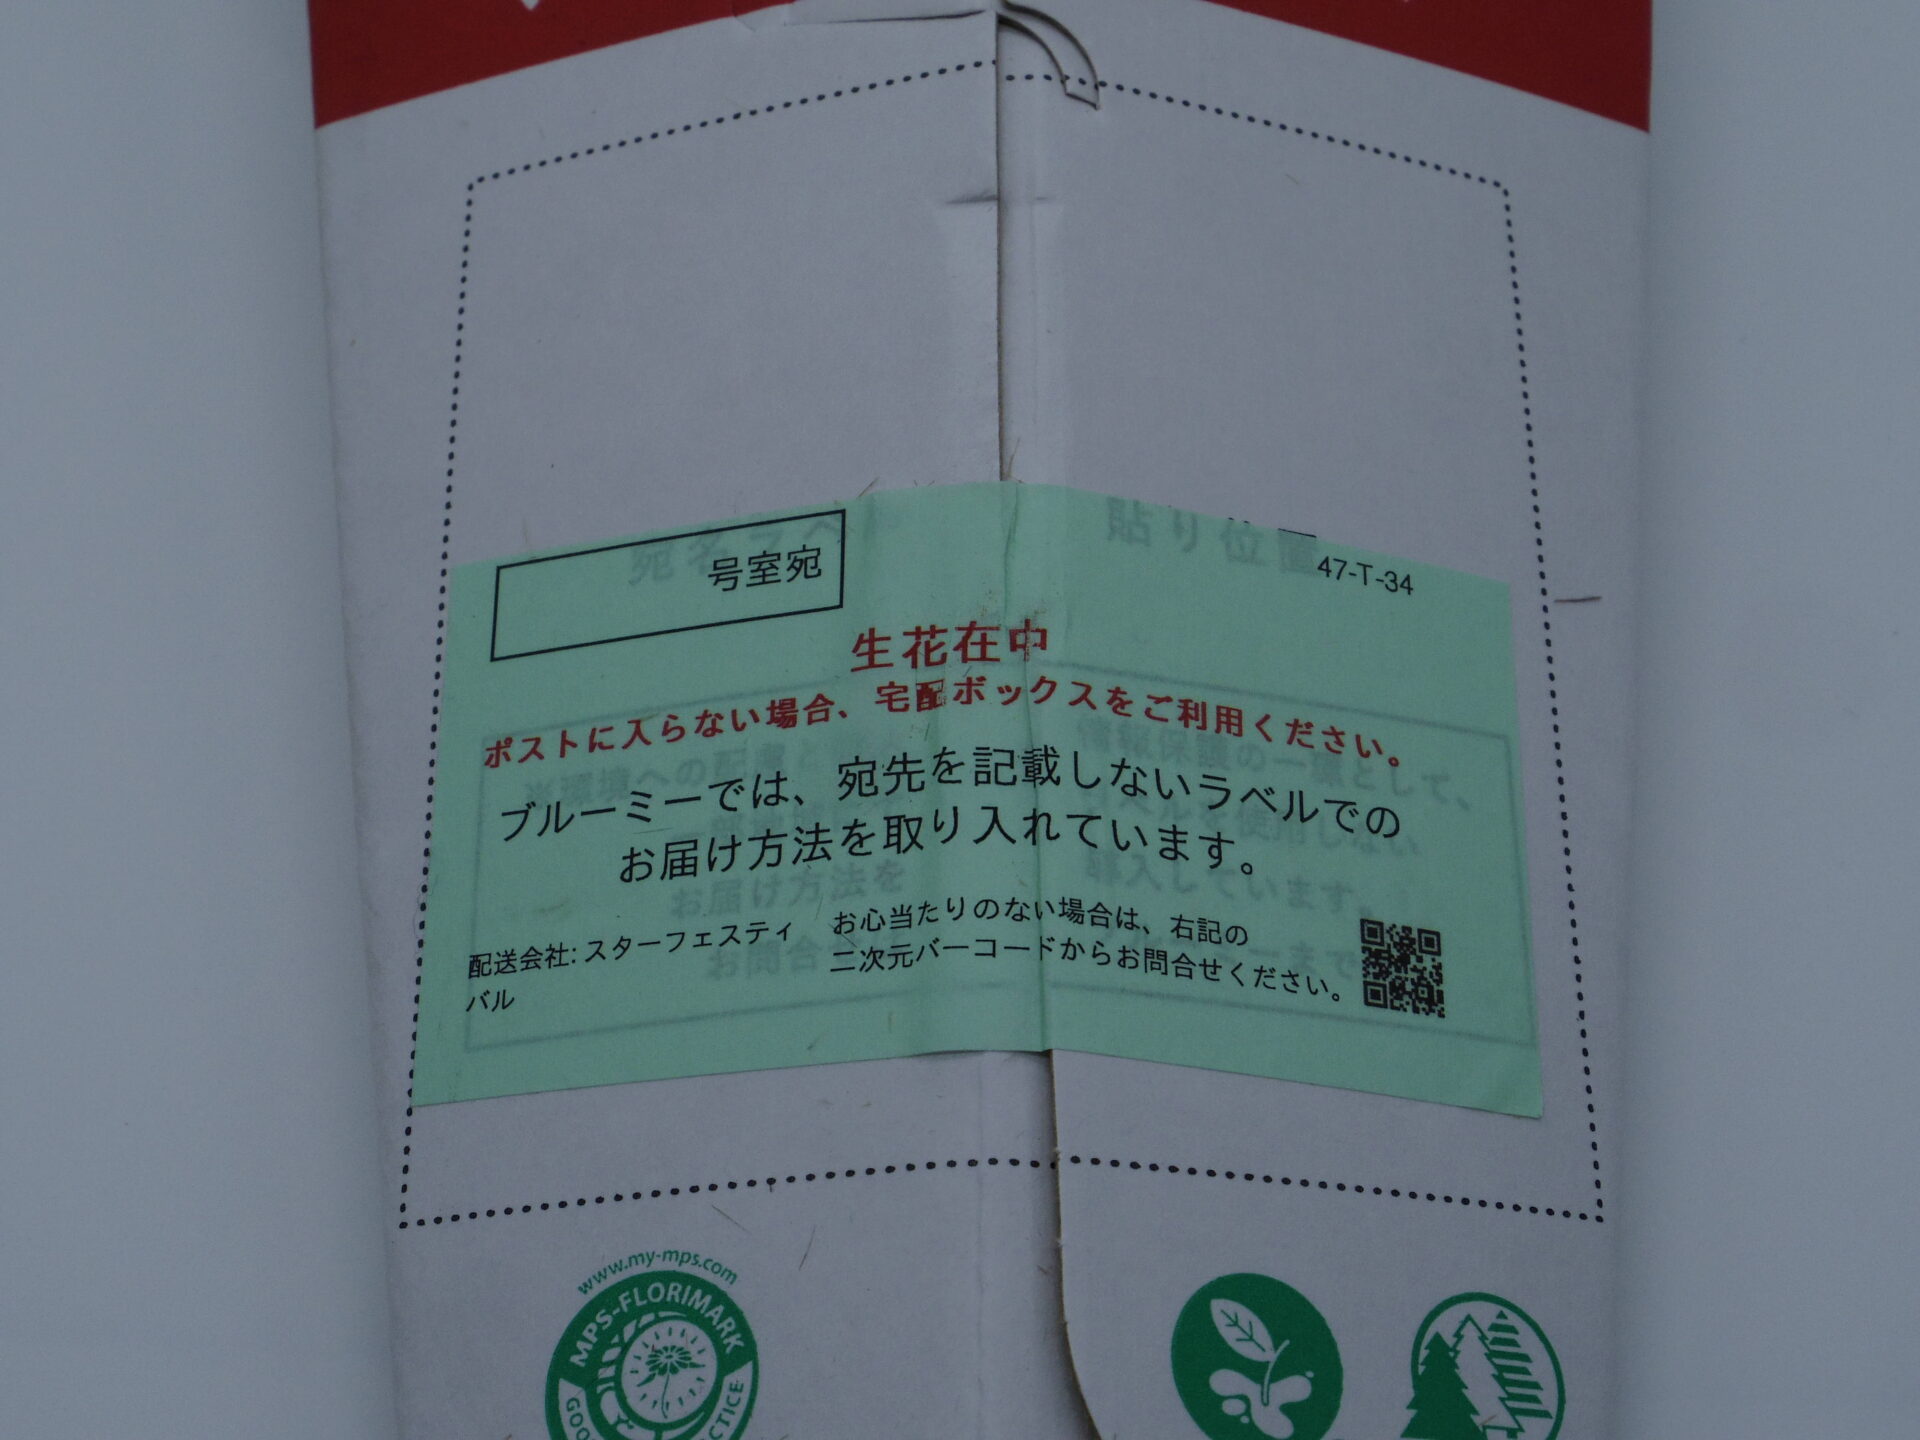 貼り位置
号室宛
47-T-34
生花在中
ポストに入らない場合、宅配ボックスをご利用ください。
ブルーミーでは、宛先を記載しないラベルでの
お届け方法を取り入れています。
配送会社: スターフェスティ
バル
お心当たりのない場合は、右記の
二次元バーコードからお問合せください。
www.my-mps.com
MPS-FLORIMARK